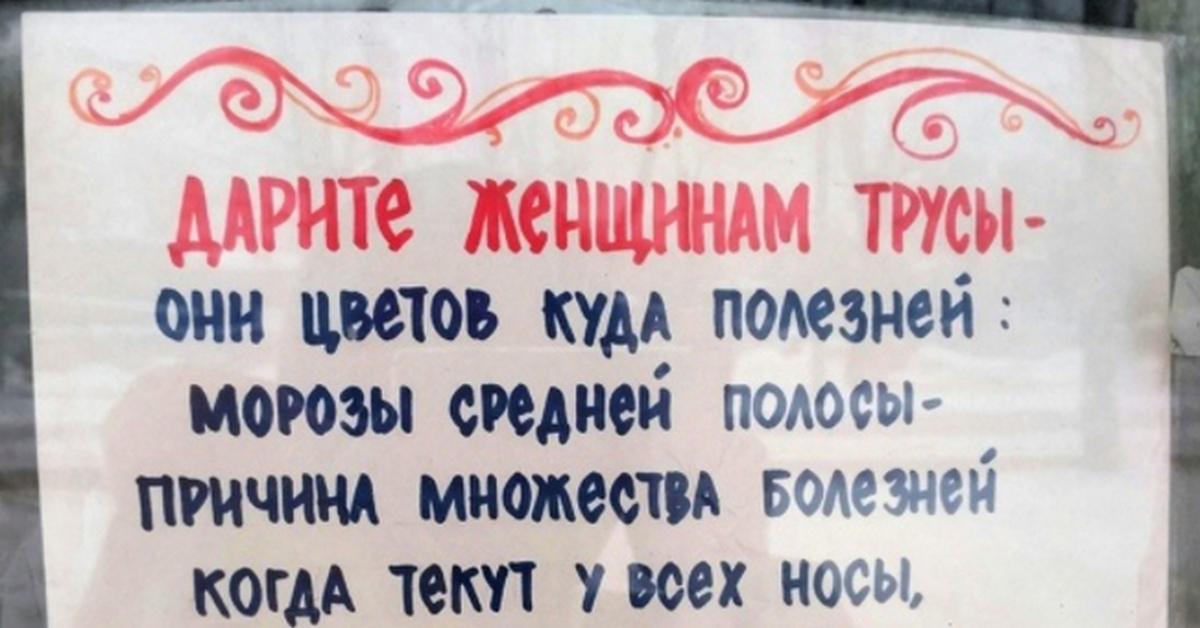 ДАРИТЕ ЖЕНЩИНАМ ТРУСЫ-
ОНИ ЦВЕТОВ КУДА ПОЛЕЗНЕЙ :
МОРОЗЫ СРЕДНЕЙ ПОЛОСЫ-
ПРИЧИНА МНОЖЕСТВА БОЛЕЗНЕЙ
КОГДА ТЕКУТ У ВСЕХ НОСЫ,